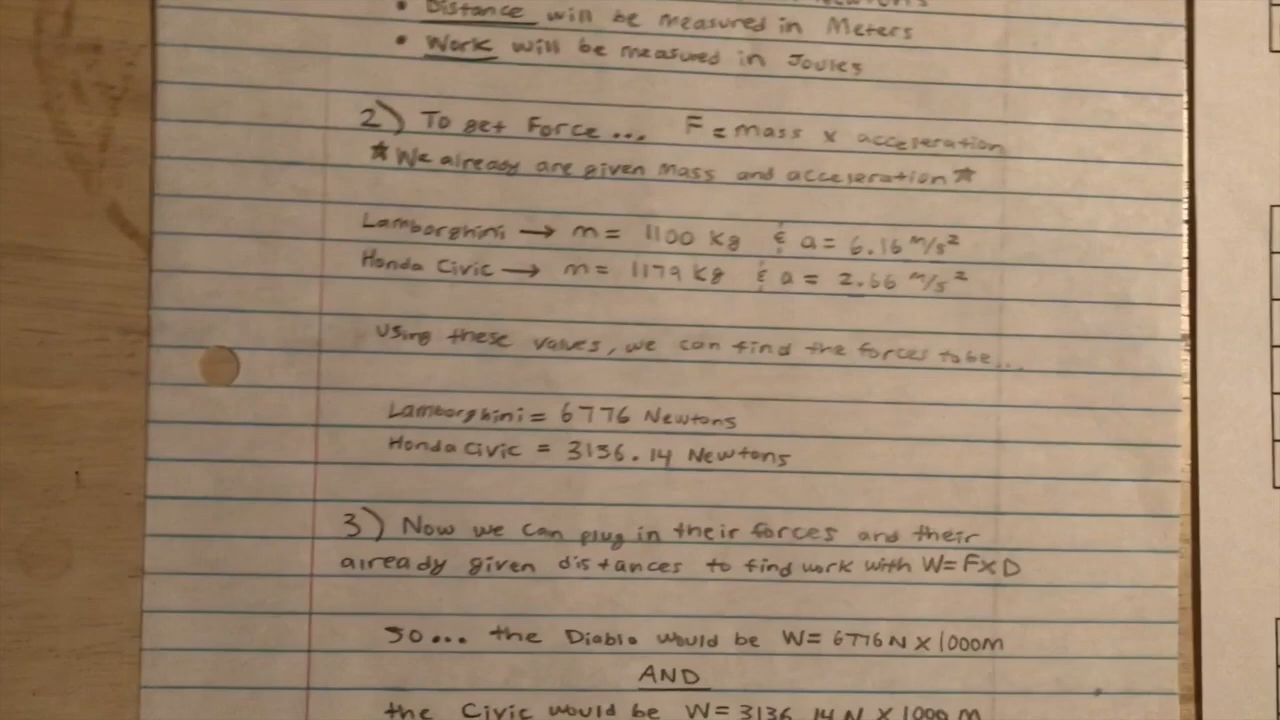 • Distance will be measured in Meters
• Work will be measured in Joules
2) To get Force... F = mass x acceleration
★ We already are given Mass and acceleration ★
Lamborghini → m = 1100 kg & a = 6.16 m/s²
Honda Civic → m = 1179 kg & a = 2.66 m/s²
Using these values, we can find the forces to be...
Lamborghini = 6776 Newtons
Honda Civic = 3136.14 Newtons
3) Now we can plug in their forces and their
already given distances to find work with W=FxD
So... the Diablo would be W= 6776N x 1000m
AND
the Civic would be W= 3136.14 N x 1000 m